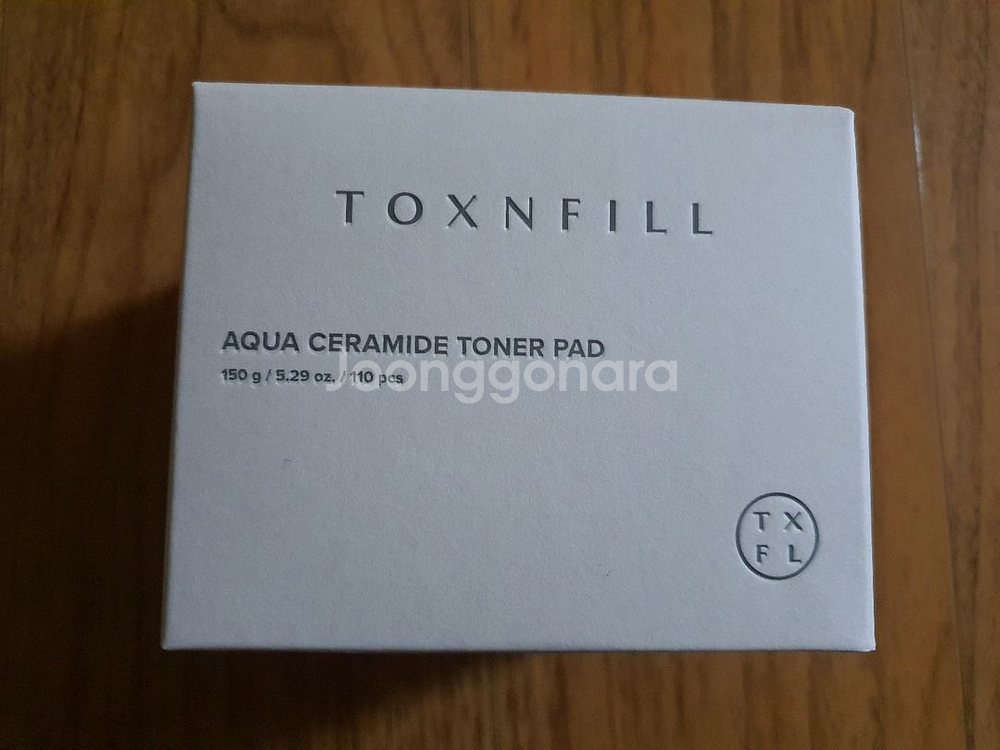 TOXNFILL
AQUA CERAMIDE TONER PAD
150 g / 5.29 oz. / 110 pcs
Joonggonara
T X
F L